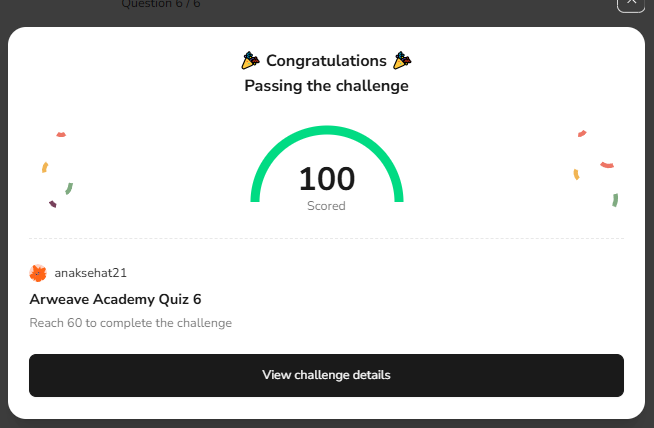 Question 6 / 6
Congratulations
Passing the challenge
100
Scored
anaksehat21
Arweave Academy Quiz 6
Reach 60 to complete the challenge
View challenge details